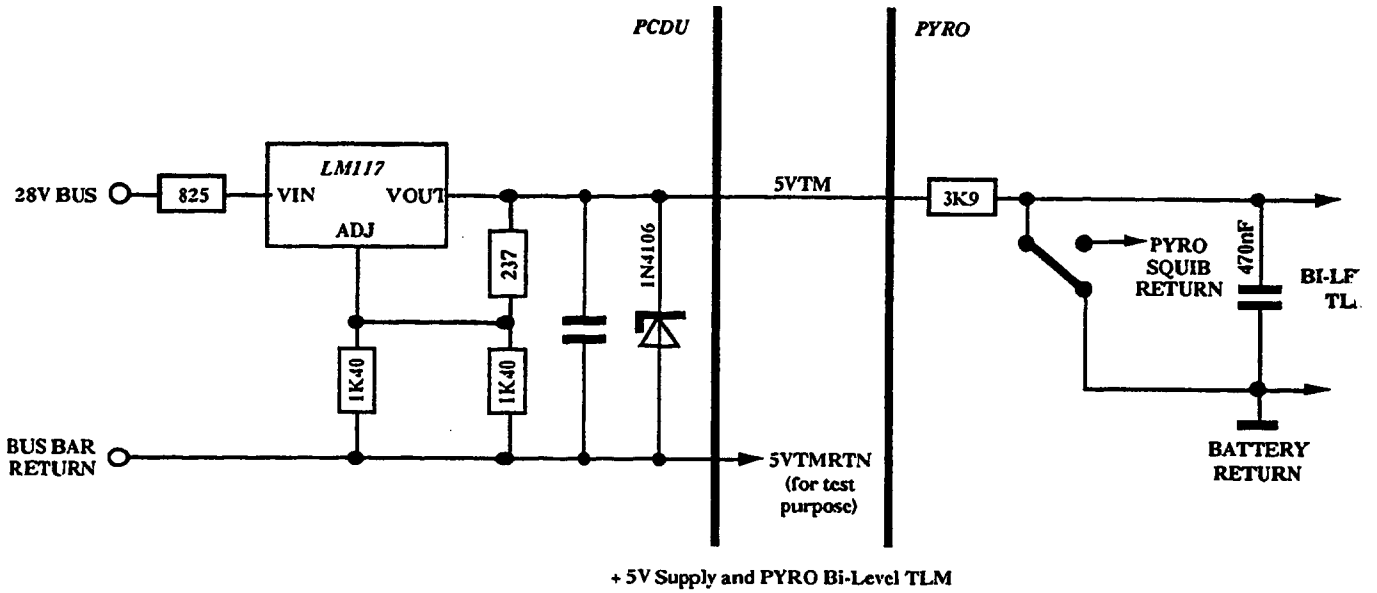 PCDU
PYRO
LM117
28V BUS
825
VIN
VOUT
ADJ
5VTM
3K9
237
1N4106
PYRO
SQUIB
RETURN
470nF
1K40
1K40
BUS BAR
RETURN
5VTMRTN
(for test
purpose)
BATTERY
RETURN
+ 5V Supply and PYRO Bi-Level TLM